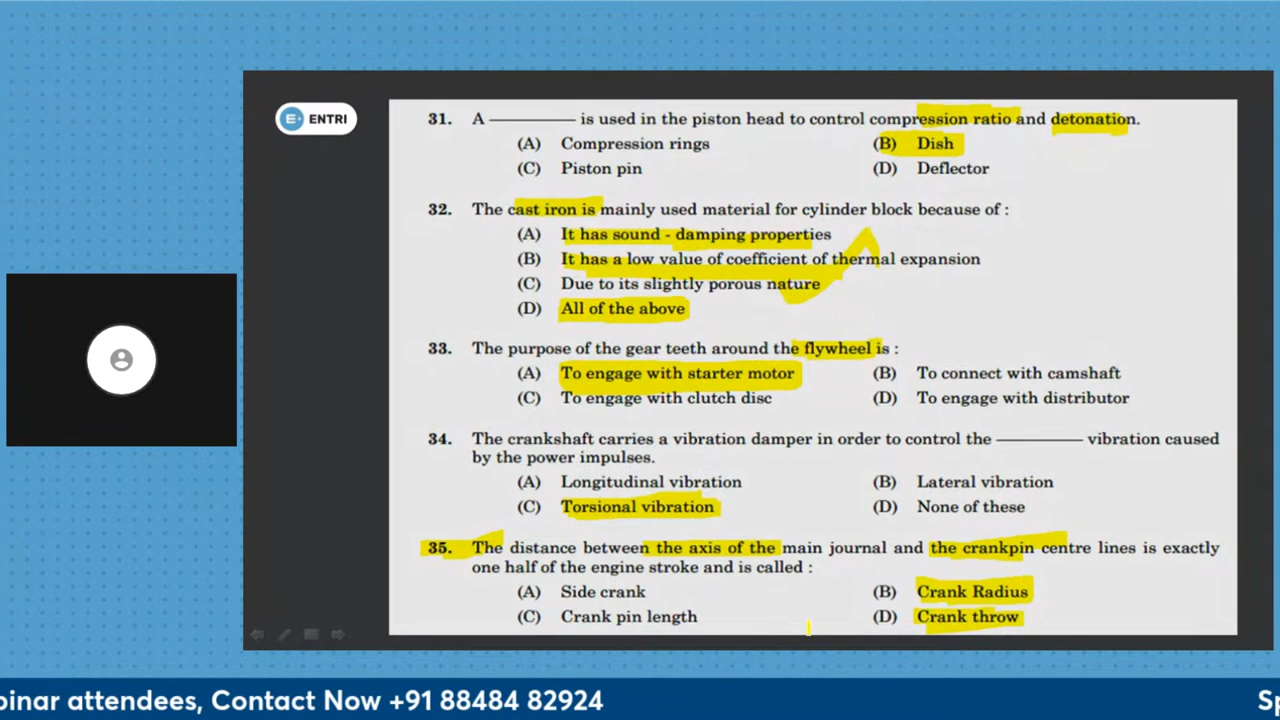 E ENTRI
31. A ———— is used in the piston head to control compression ratio and detonation.
(A) Compression rings (B) Dish
(C) Piston pin (D) Deflector
32. The cast iron is mainly used material for cylinder block because of :
(A) It has sound - damping properties
(B) It has a low value of coefficient of thermal expansion
(C) Due to its slightly porous nature
(D) All of the above
33. The purpose of the gear teeth around the flywheel is :
(A) To engage with starter motor (B) To connect with camshaft
(C) To engage with clutch disc (D) To engage with distributor
34. The crankshaft carries a vibration damper in order to control the ———— vibration caused
by the power impulses.
(A) Longitudinal vibration (B) Lateral vibration
(C) Torsional vibration (D) None of these
35. The distance between the axis of the main journal and the crankpin centre lines is exactly
one half of the engine stroke and is called :
(A) Side crank (B) Crank Radius
(C) Crank pin length (D) Crank throw
binar attendees, Contact Now +91 88484 82924 Sp